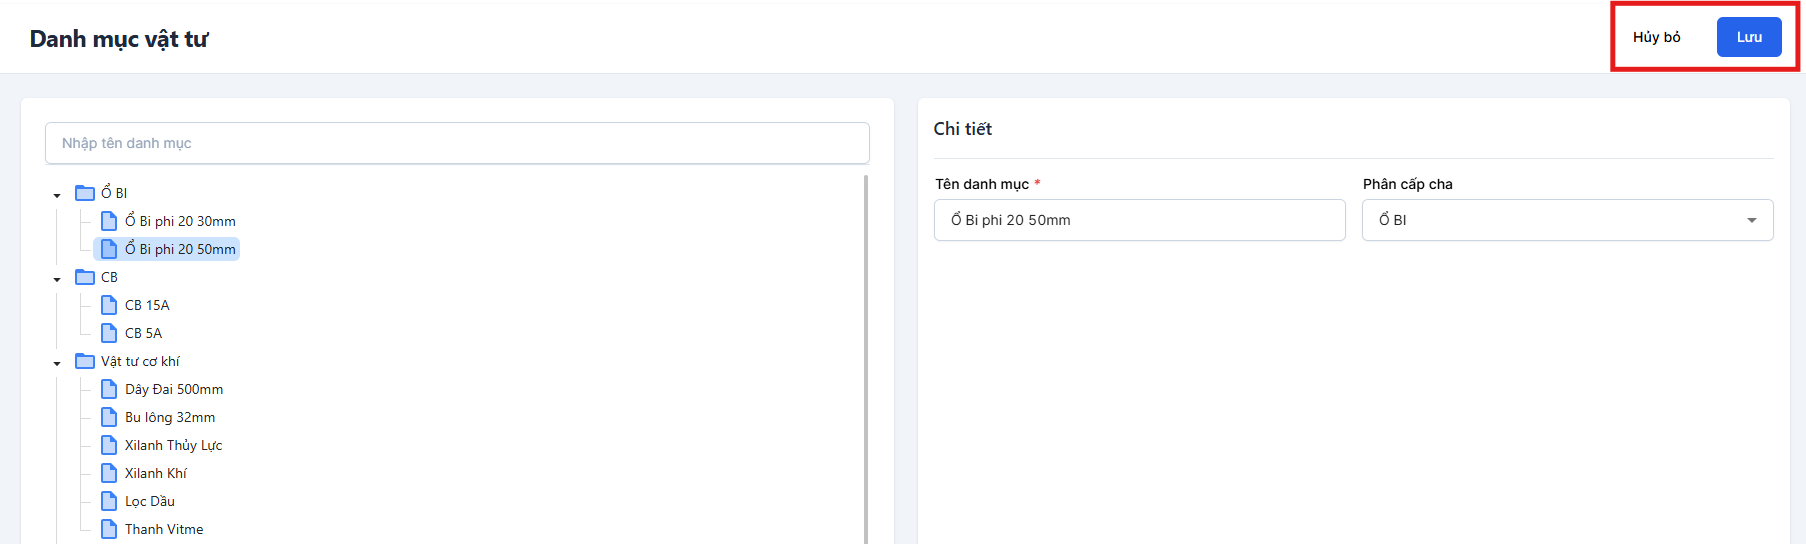 Danh mục vật tư
Hủy bỏ
Lưu
Nhập tên danh mục
Ổ BI
Ổ Bi phi 20 30mm
Ổ Bi phi 20 50mm
CB
CB 15A
CB 5A
Vật tư cơ khí
Dây Đai 500mm
Bu lông 32mm
Xilanh Thủy Lực
Xilanh Khí
Lọc Dầu
Thanh Vitme
Chi tiết
Tên danh mục *
Phân cấp cha
Ổ Bi phi 20 50mm
Ổ BI